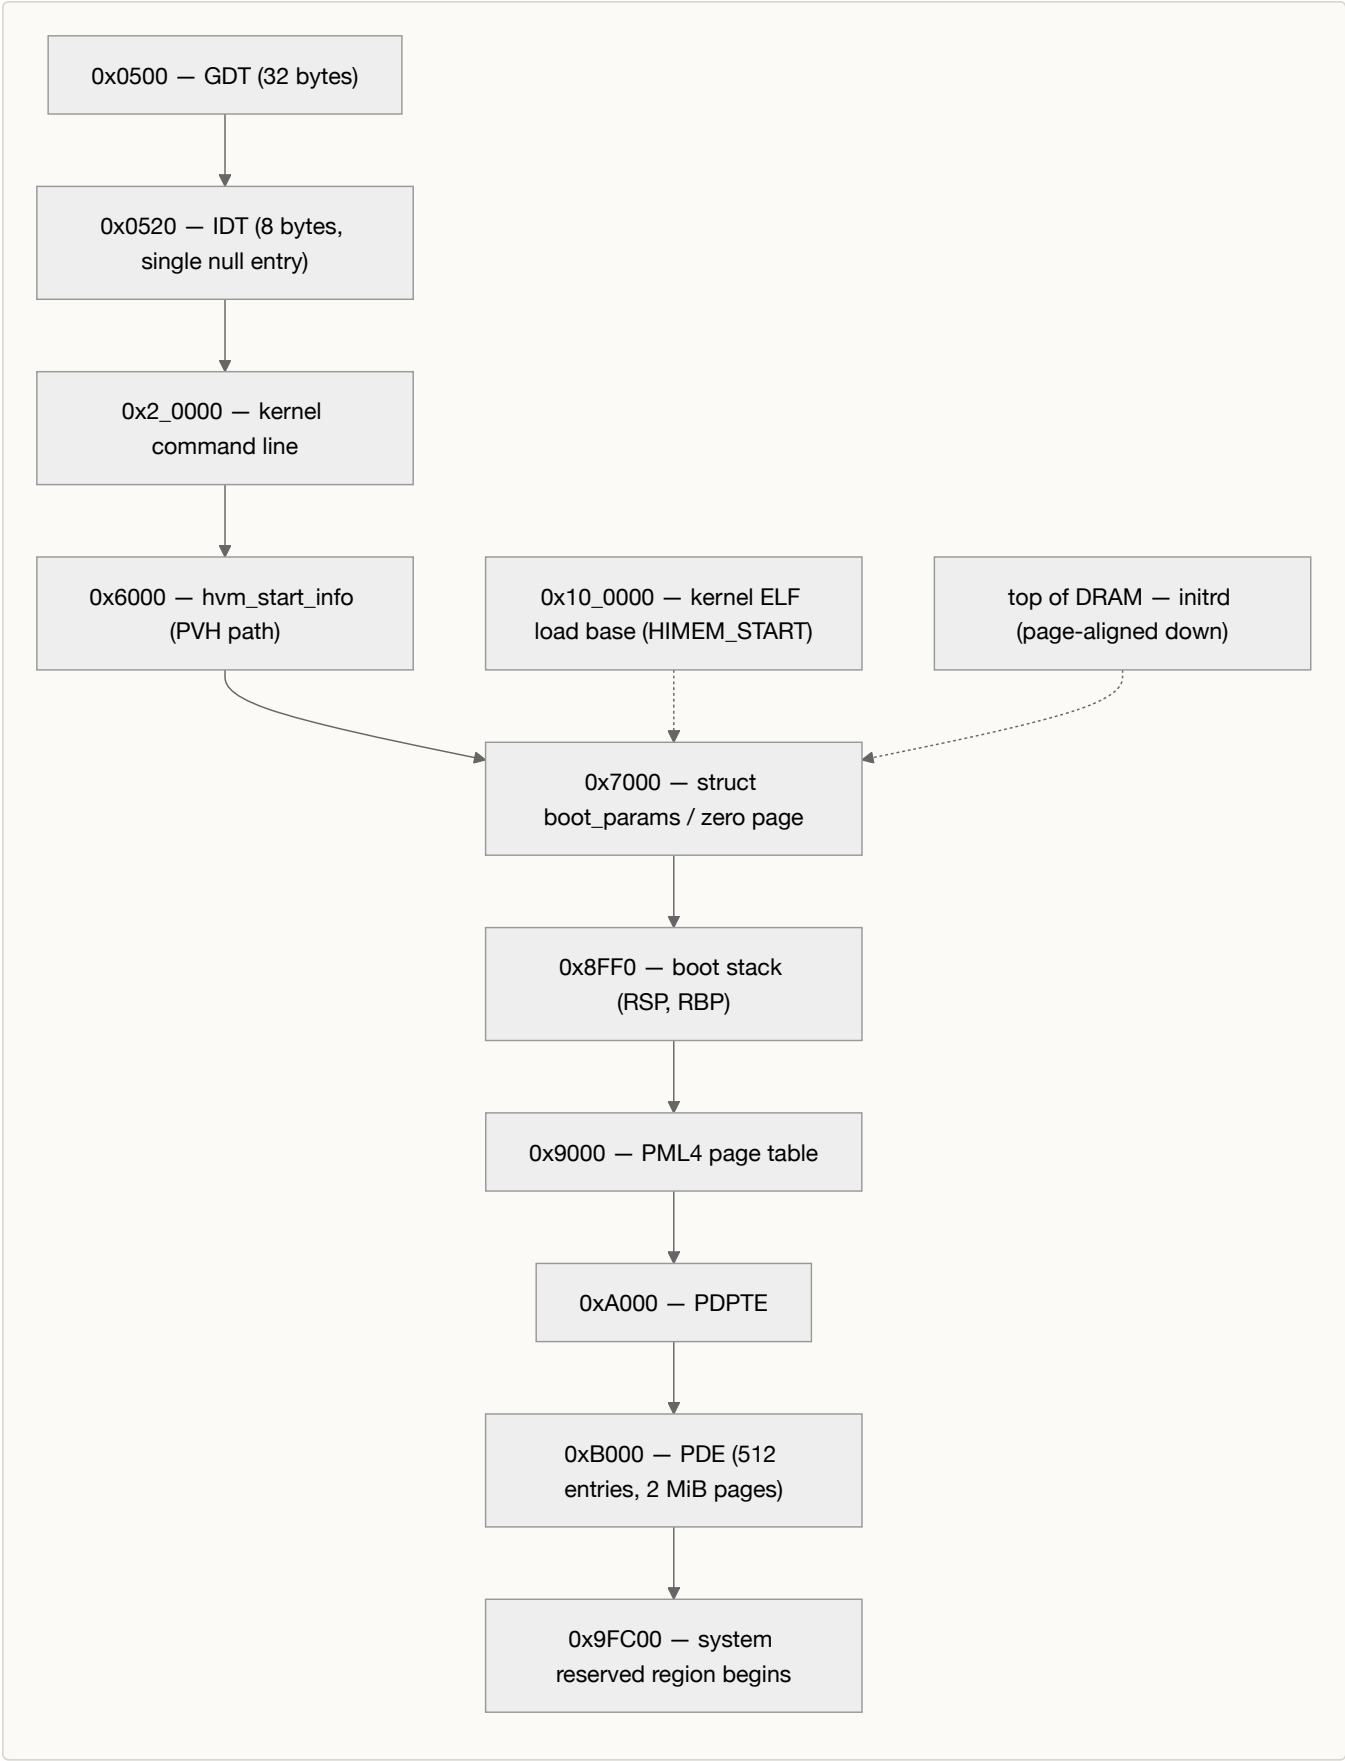 0x0500 — GDT (32 bytes)
0x0520 — IDT (8 bytes,
single null entry)
0x2_0000 — kernel
command line
0x6000 — hvm_start_info
(PVH path)
0x10_0000 — kernel ELF
load base (HIMEM_START)
top of DRAM — initrd
(page-aligned down)
0x7000 — struct
boot_params / zero page
0x8FF0 — boot stack
(RSP, RBP)
0x9000 — PML4 page table
0xA000 — PDPTE
0xB000 — PDE (512
entries, 2 MiB pages)
0x9FC00 — system
reserved region begins